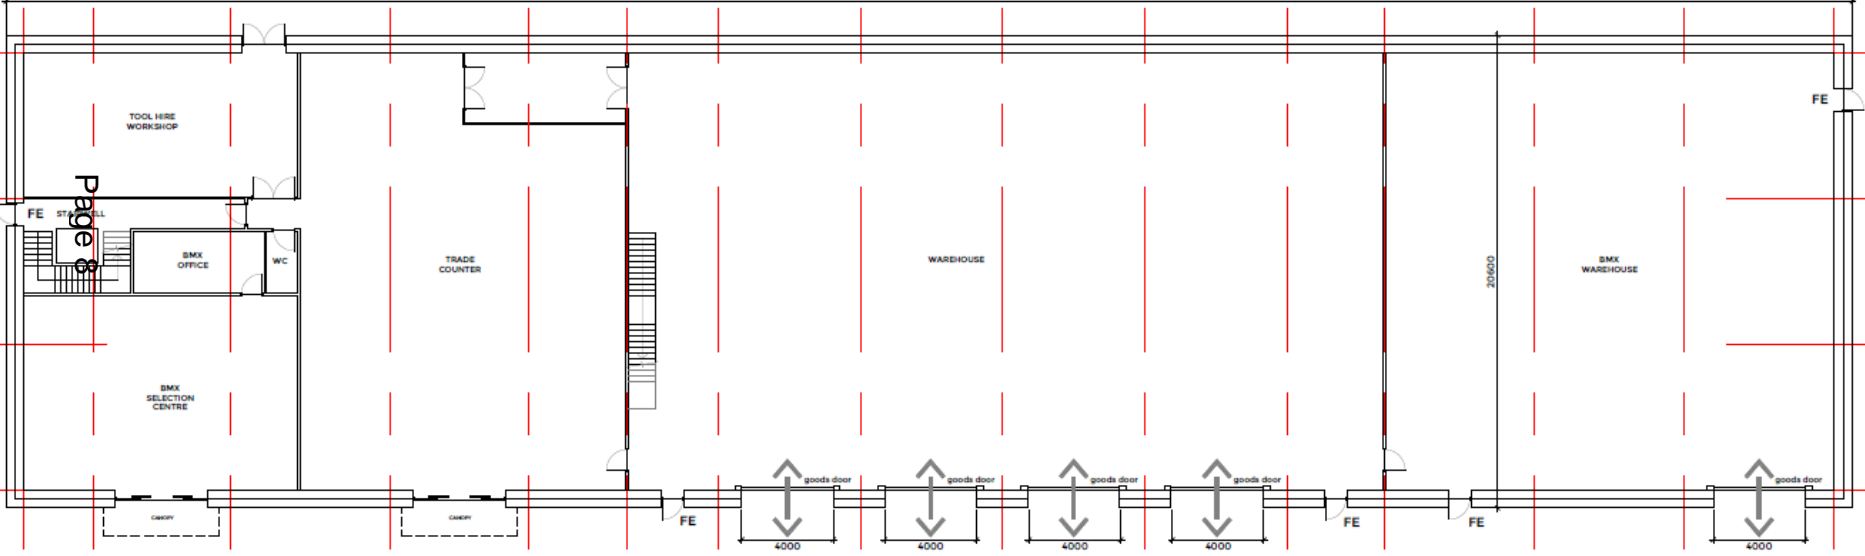 FE
TOOL HIRE
WORKSHOP
Page 8
FE
STAIRWELL
BMX
OFFICE
WC
TRADE
COUNTER
WAREHOUSE
20600
BMX
WAREHOUSE
BMX
SELECTION
CENTRE
goods door
goods door
goods door
goods door
goods door
CANOPY
CANOPY
FE
FE
FE
4000
4000
4000
4000
4000